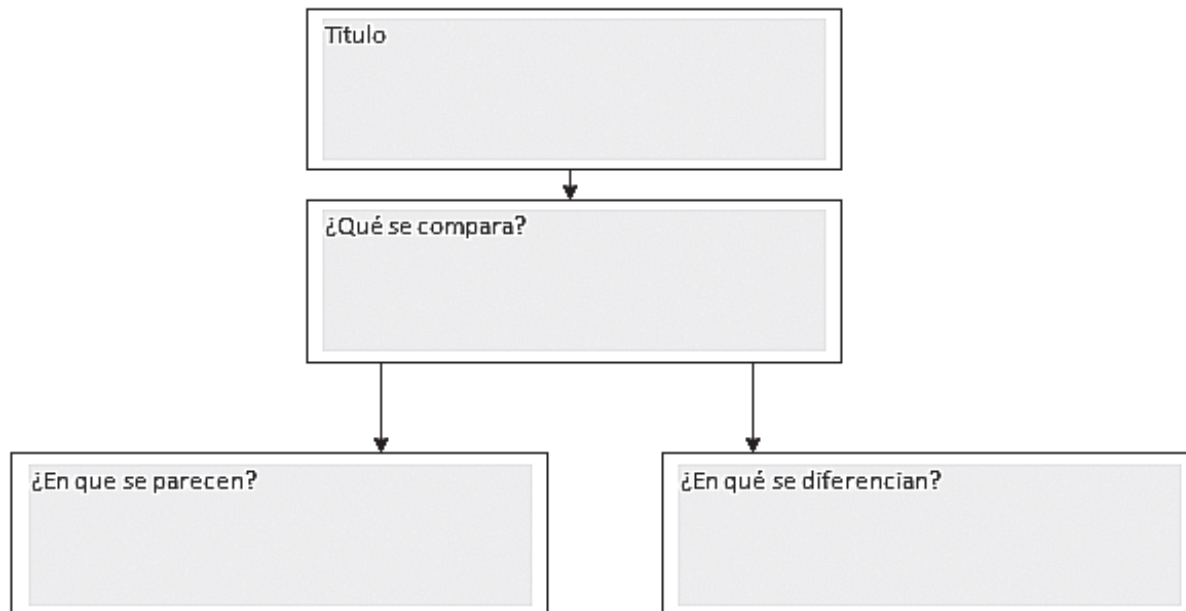 Titulo
¿Qué se compara?
¿En que se parecen?
¿En qué se diferencian?